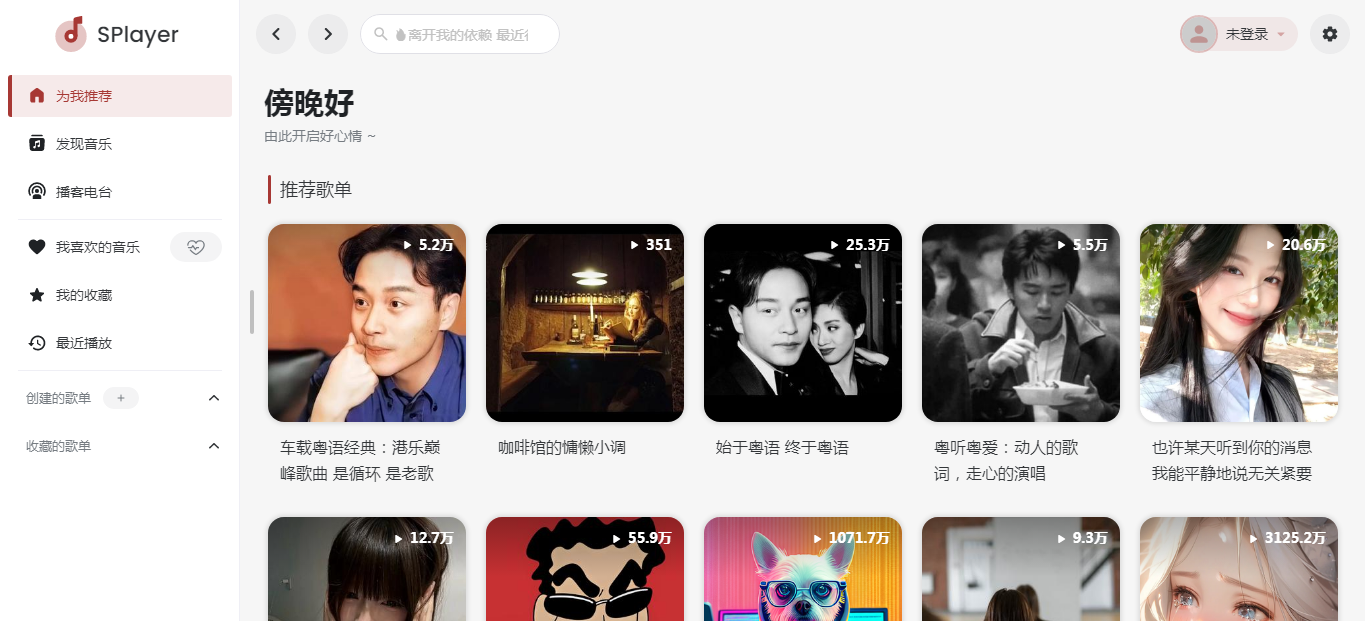 SPlayer
离开我的依赖 最近很
未登录
为我推荐
发现音乐
播客电台
我喜欢的音乐
我的收藏
最近播放
创建的歌单
+
收藏的歌单
傍晚好
由此开启好心情 ~
推荐歌单
5.2万
351
25.3万
5.5万
20.6万
车载粤语经典：港乐巅
峰歌曲 是循环 是老歌
咖啡馆的慵懒小调
始于粤语 终于粤语
粤听粤爱：动人的歌
词，走心的演唱
也许某天听到你的消息
我能平静地说无关紧要
12.7万
55.9万
1071.7万
9.3万
3125.2万